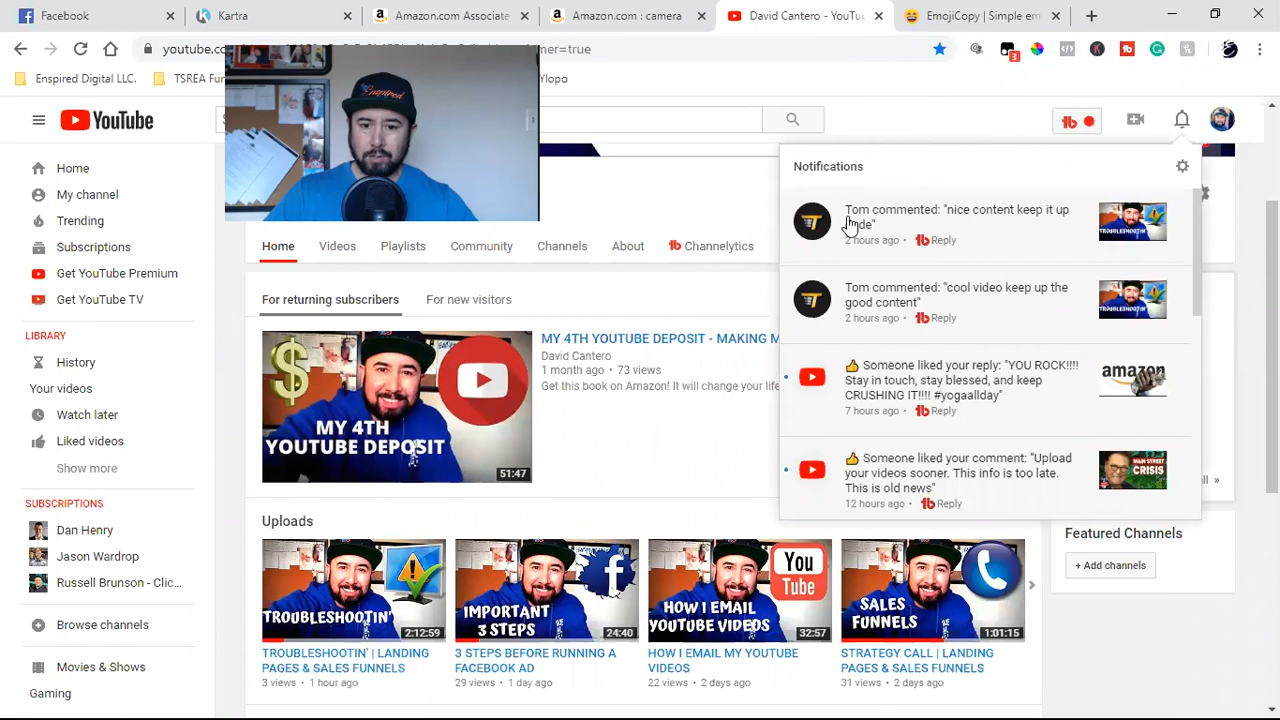 Facebook
Kartra
Amazon.com Associate
Amazon.com : camera
David Cantero - YouTu
EmojiCopy | Simple em
youtube.co
mer=true
3
Enspired Digital LLC.
TSREA Fu
Ylopo
Enspired
YouTube
Notifications
Home
My channel
Trending
Subscriptions
Get YouTube Premium
Get YouTube TV
LIBRARY
History
Your videos
Watch later
Liked videos
Show more
SUBSCRIPTIONS
Dan Henry
Jason Wardrop
Russell Brunson - Clic...
Browse channels
Movies & Shows
Gaming
Home
Videos
Playlists
Community
Channels
About
Channelytics
For returning subscribers
For new visitors
MY 4TH
YOUTUBE DEPOSIT
51:47
MY 4TH YOUTUBE DEPOSIT - MAKING M
David Cantero
1 month ago • 73 views
Get this book on Amazon! It will change your life
Tom commented: "nice content keep it up
2 hours ago • Reply
TROUBLESHOOTIN'
Tom commented: "cool video keep up the
good content"
2 hours ago • Reply
TROUBLESHOOTIN'
👍 Someone liked your reply: "YOU ROCK!!!!
Stay in touch, stay blessed, and keep
CRUSHING IT!!!! #yogaallday"
7 hours ago • Reply
amazon
👍 Someone liked your comment: "Upload
your videos sooner. This info is too late.
This is old news"
12 hours ago • Reply
MAIN STREET
CRISIS
Uploads
TROUBLESHOOTIN'
2:12:59
TROUBLESHOOTIN' | LANDING
PAGES & SALES FUNNELS
3 views • 1 hour ago
IMPORTANT
3 STEPS
24:40
3 STEPS BEFORE RUNNING A
FACEBOOK AD
29 views • 1 day ago
You
Tube
HOW I EMAIL
YOUTUBE VIDEOS
32:57
HOW I EMAIL MY YOUTUBE
VIDEOS
22 views • 2 days ago
SALES
FUNNELS
1:01:15
STRATEGY CALL | LANDING
PAGES & SALES FUNNELS
31 views • 2 days ago
Featured Channels
+ Add channels